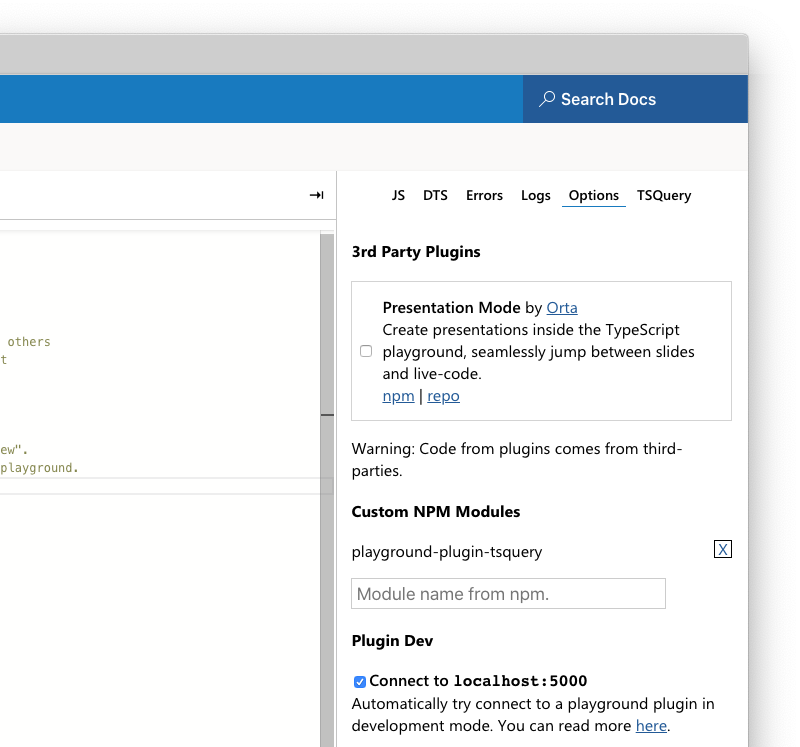 Search Docs
JS DTS Errors Logs Options TSQuery
3rd Party Plugins
Presentation Mode by Orta
Create presentations inside the TypeScript
playground, seamlessly jump between slides
and live-code.
npm | repo
others
t
ew".
playground.
Warning: Code from plugins comes from third-
parties.
Custom NPM Modules
playground-plugin-tsquery X
Module name from npm.
Plugin Dev
Connect to localhost:5000
Automatically try connect to a playground plugin in
development mode. You can read more here.